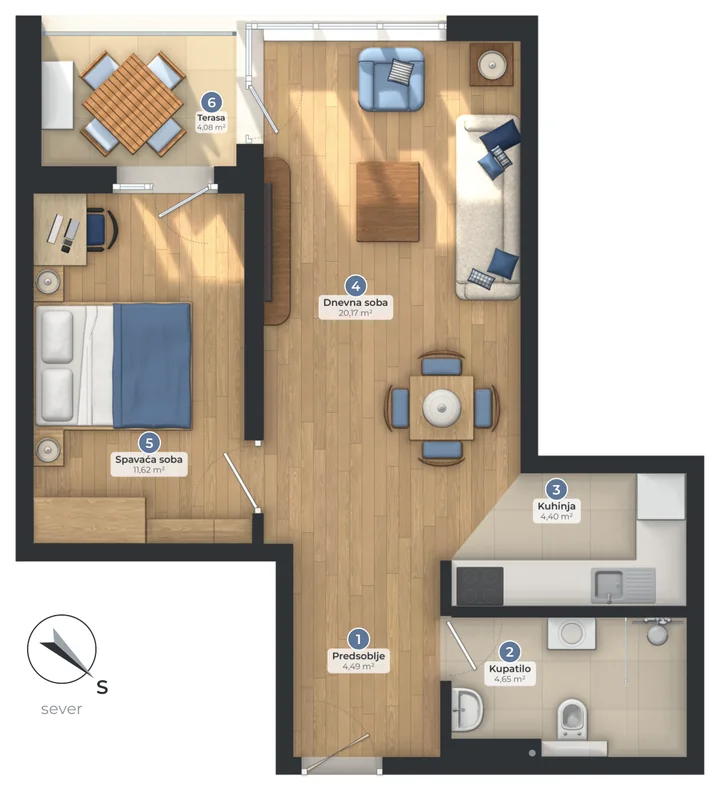 6
Terasa
4,08 m²
4
Dnevna soba
20,17 m²
5
Spavaća soba
11,62 m²
3
Kuhinja
4,40 m²
1
Predsoblje
4,49 m²
2
Kupatilo
4,65 m²
S
sever